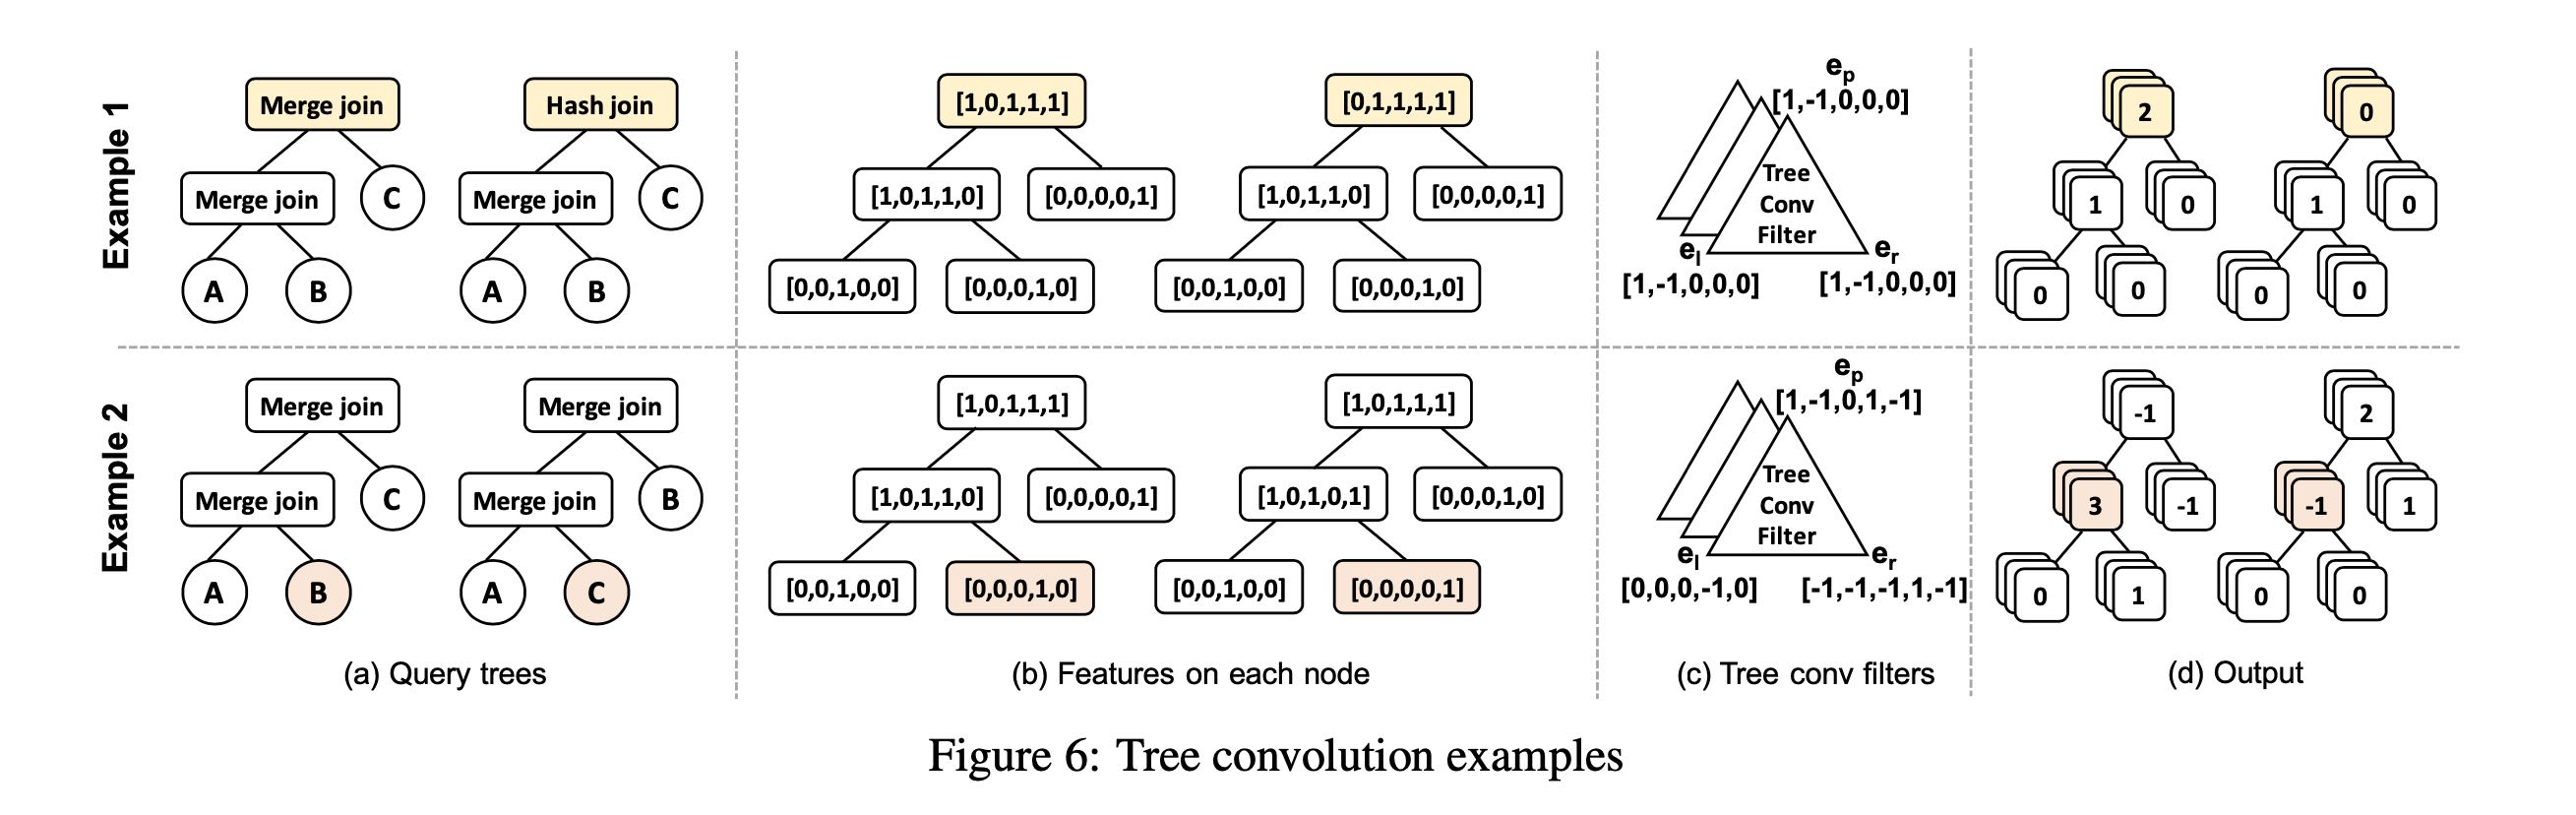 Example 1
Merge join
Hash join
Merge join
C
Merge join
C
A
B
A
B
[1,0,1,1,1]
[0,1,1,1,1]
[1,0,1,1,0]
[0,0,0,0,1]
[1,0,1,1,0]
[0,0,0,0,1]
[0,0,1,0,0]
[0,0,0,1,0]
[0,0,1,0,0]
[0,0,0,1,0]
ep
[1,-1,0,0,0]
Tree
Conv
Filter
el
er
[1,-1,0,0,0]
[1,-1,0,0,0]
2
0
1
0
1
0
0
0
0
0
Example 2
Merge join
Merge join
Merge join
C
Merge join
B
A
B
A
C
[1,0,1,1,1]
[1,0,1,1,1]
[1,0,1,1,0]
[0,0,0,0,1]
[1,0,1,0,1]
[0,0,0,1,0]
[0,0,1,0,0]
[0,0,0,1,0]
[0,0,1,0,0]
[0,0,0,0,1]
ep
[1,-1,0,1,-1]
Tree
Conv
Filter
el
er
[0,0,0,-1,0]
[-1,-1,-1,1,-1]
-1
2
3
-1
-1
1
0
1
0
0
(a) Query trees
(b) Features on each node
(c) Tree conv filters
(d) Output
Figure 6: Tree convolution examples